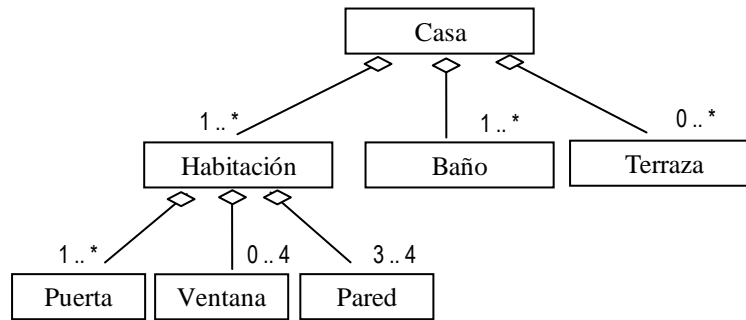 Casa
1 .. *
1 .. *
0 .. *
Habitación
Baño
Terraza
1 .. *
0 .. 4
3 .. 4
Puerta
Ventana
Pared